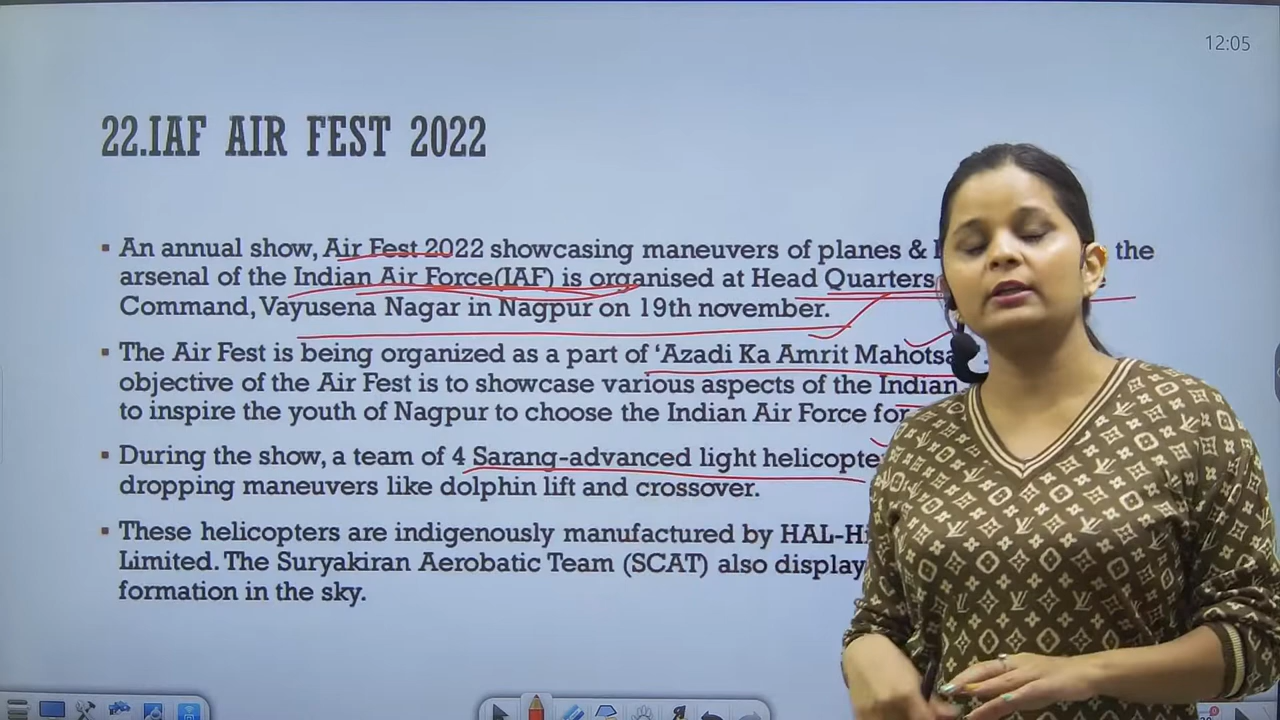 12:05
22.IAF AIR FEST 2022
▪ An annual show, Air Fest 2022 showcasing maneuvers of planes & the
arsenal of the Indian Air Force(IAF) is organised at Head Quarters
Command, Vayusena Nagar in Nagpur on 19th november.
▪ The Air Fest is being organized as a part of ‘Azadi Ka Amrit
objective of the Air Fest is to showcase various aspects of the Indian
to inspire the youth of Nagpur to choose the Indian Air Force for
▪ During the show, a team of 4 Sarang-advanced light
dropping maneuvers like dolphin lift and crossover.
▪ These helicopters are indigenously manufactured by
Limited. The Suryakiran Aerobatic Team (SCAT) also display
formation in the sky.